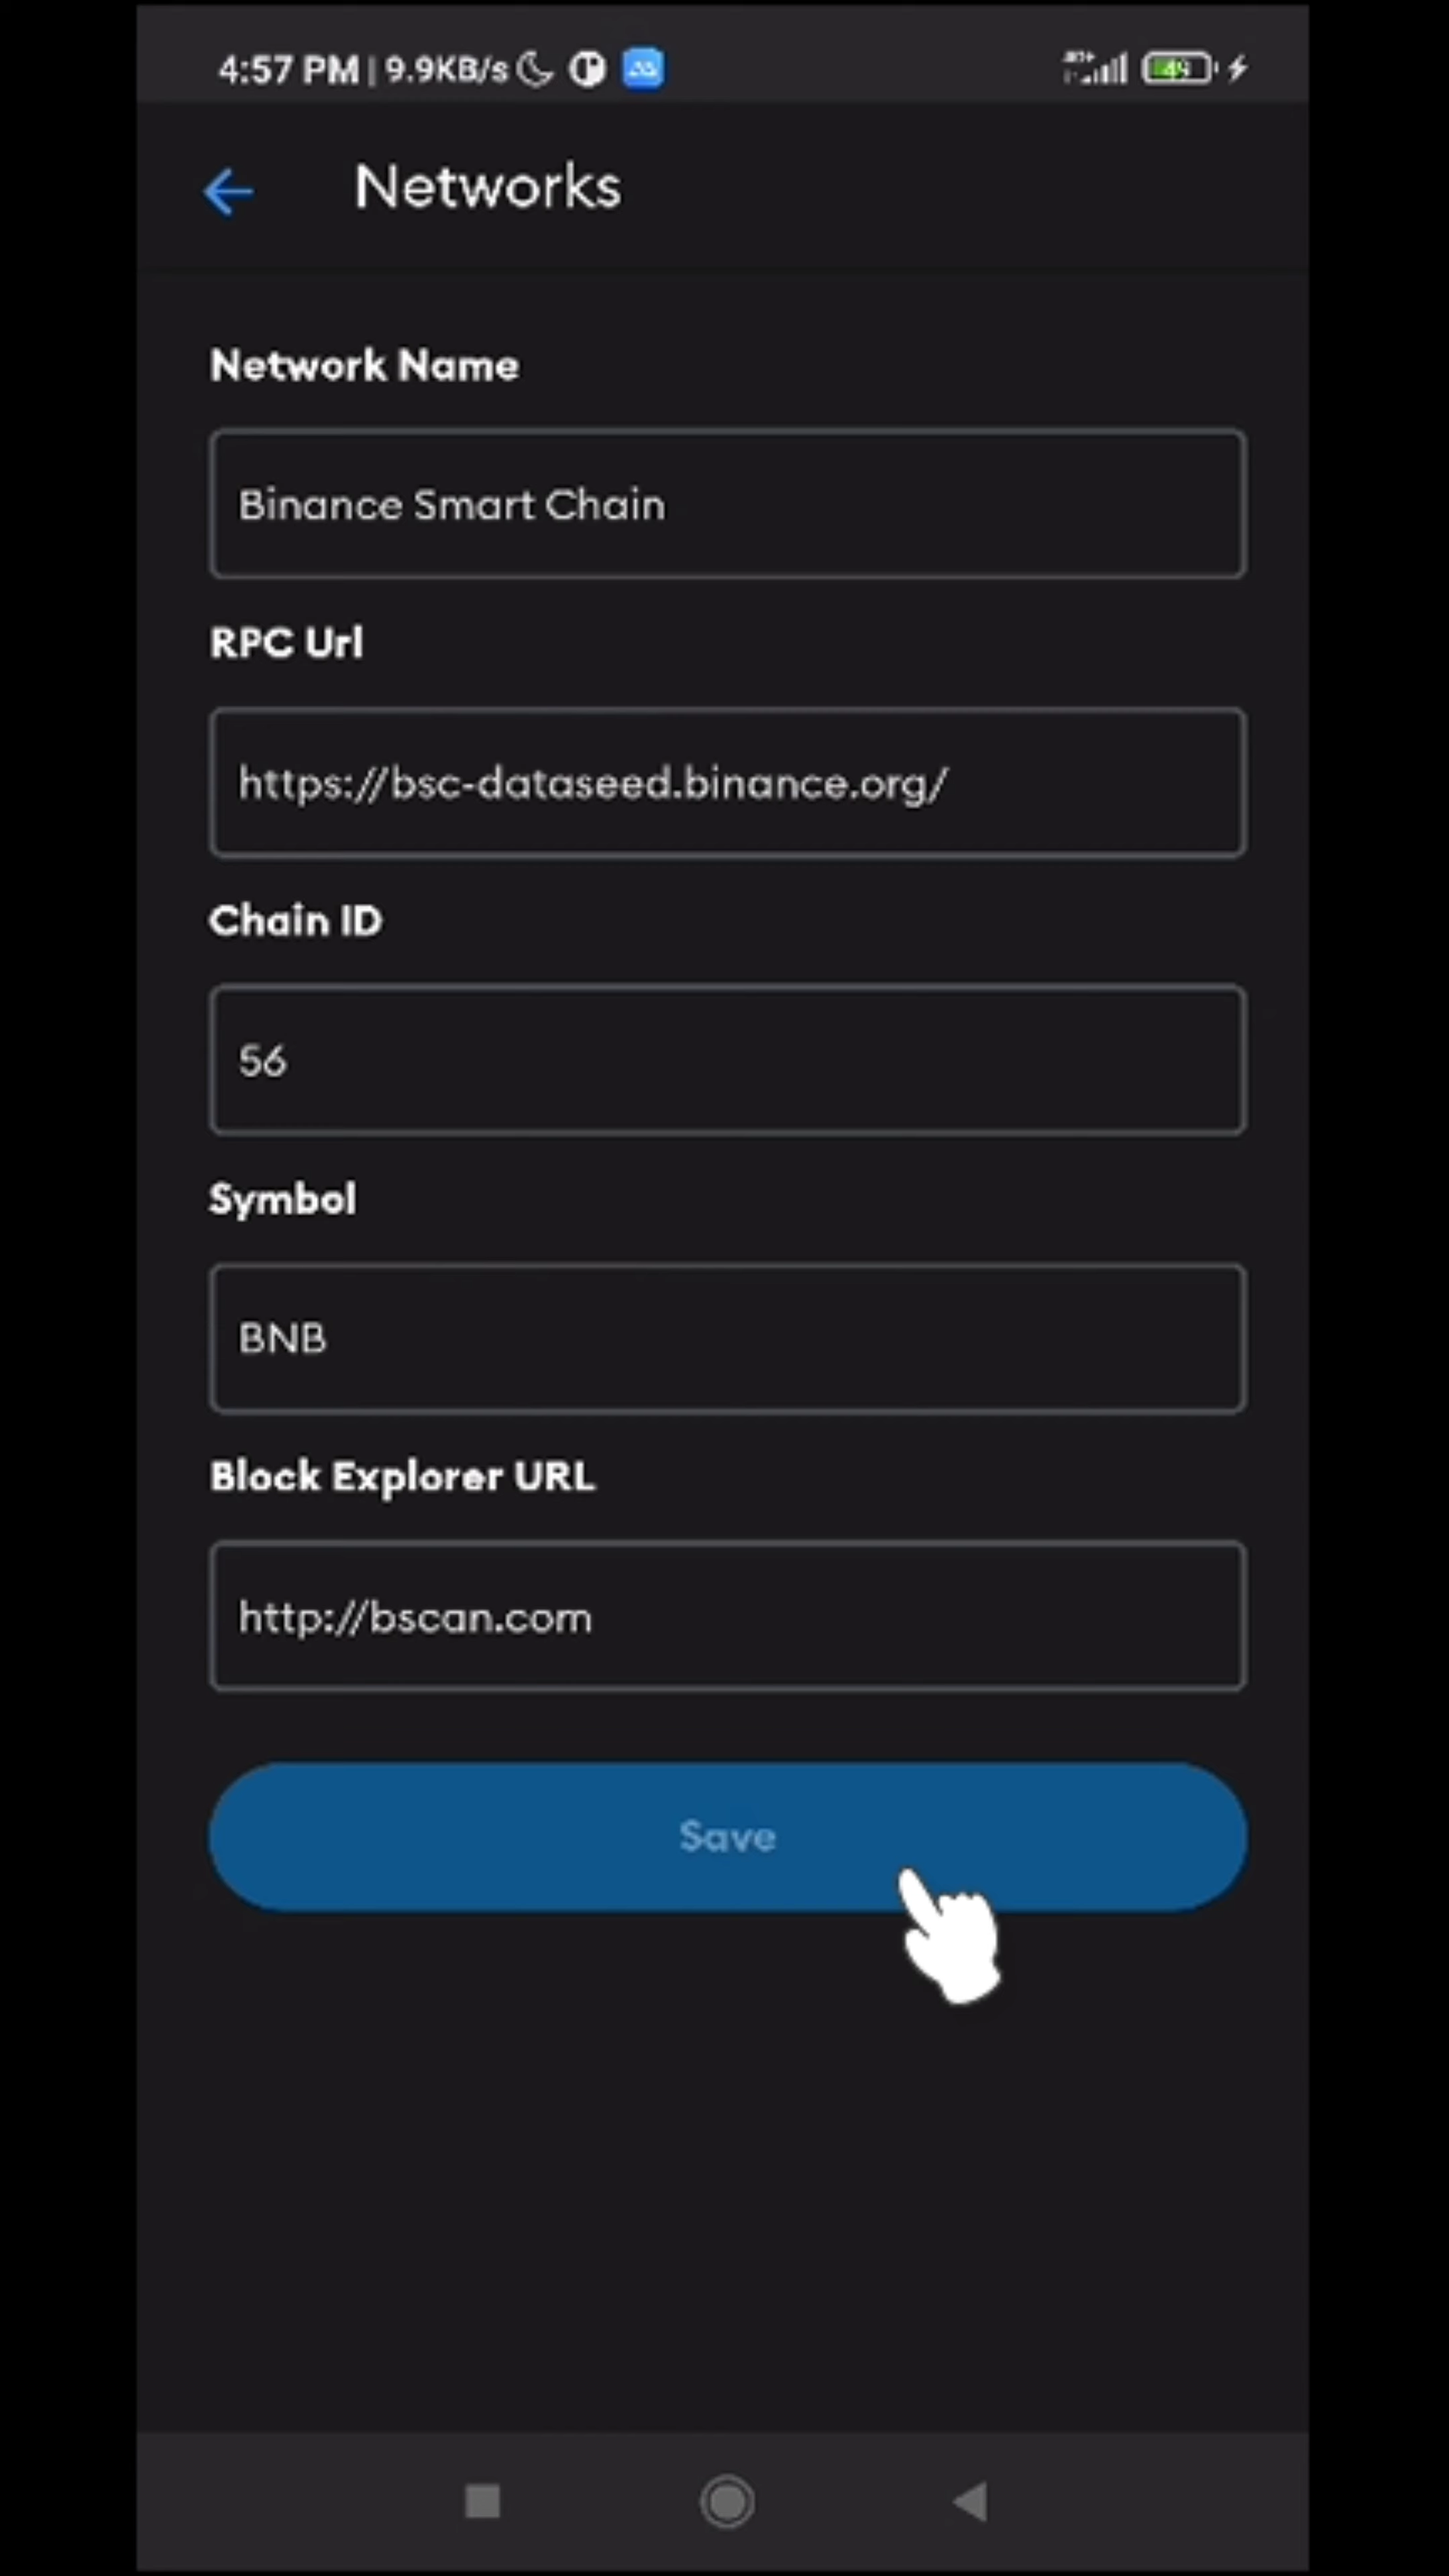 4:57 PM | 9.9KB/s
49
Networks
Network Name
Binance Smart Chain
RPC Url
https://bsc-dataseed.binance.org/
Chain ID
56
Symbol
BNB
Block Explorer URL
http://bscan.com
Save